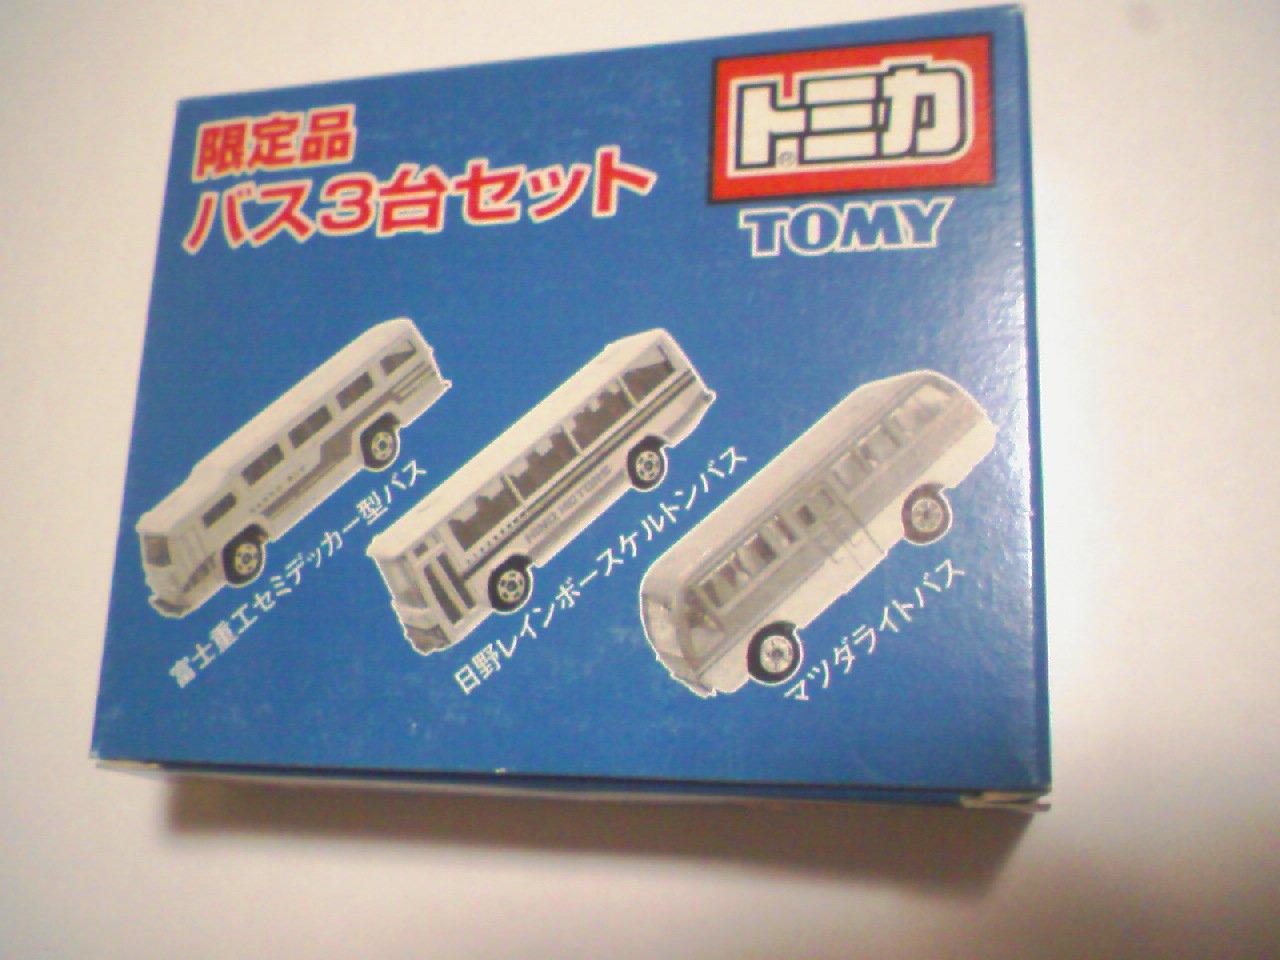 限定品
バス3台セット
トミカ®
TOMY
富士重工セミデッカー型バス
日野レインボースケルトンバス
マツダライトバス
HINO MOTORS